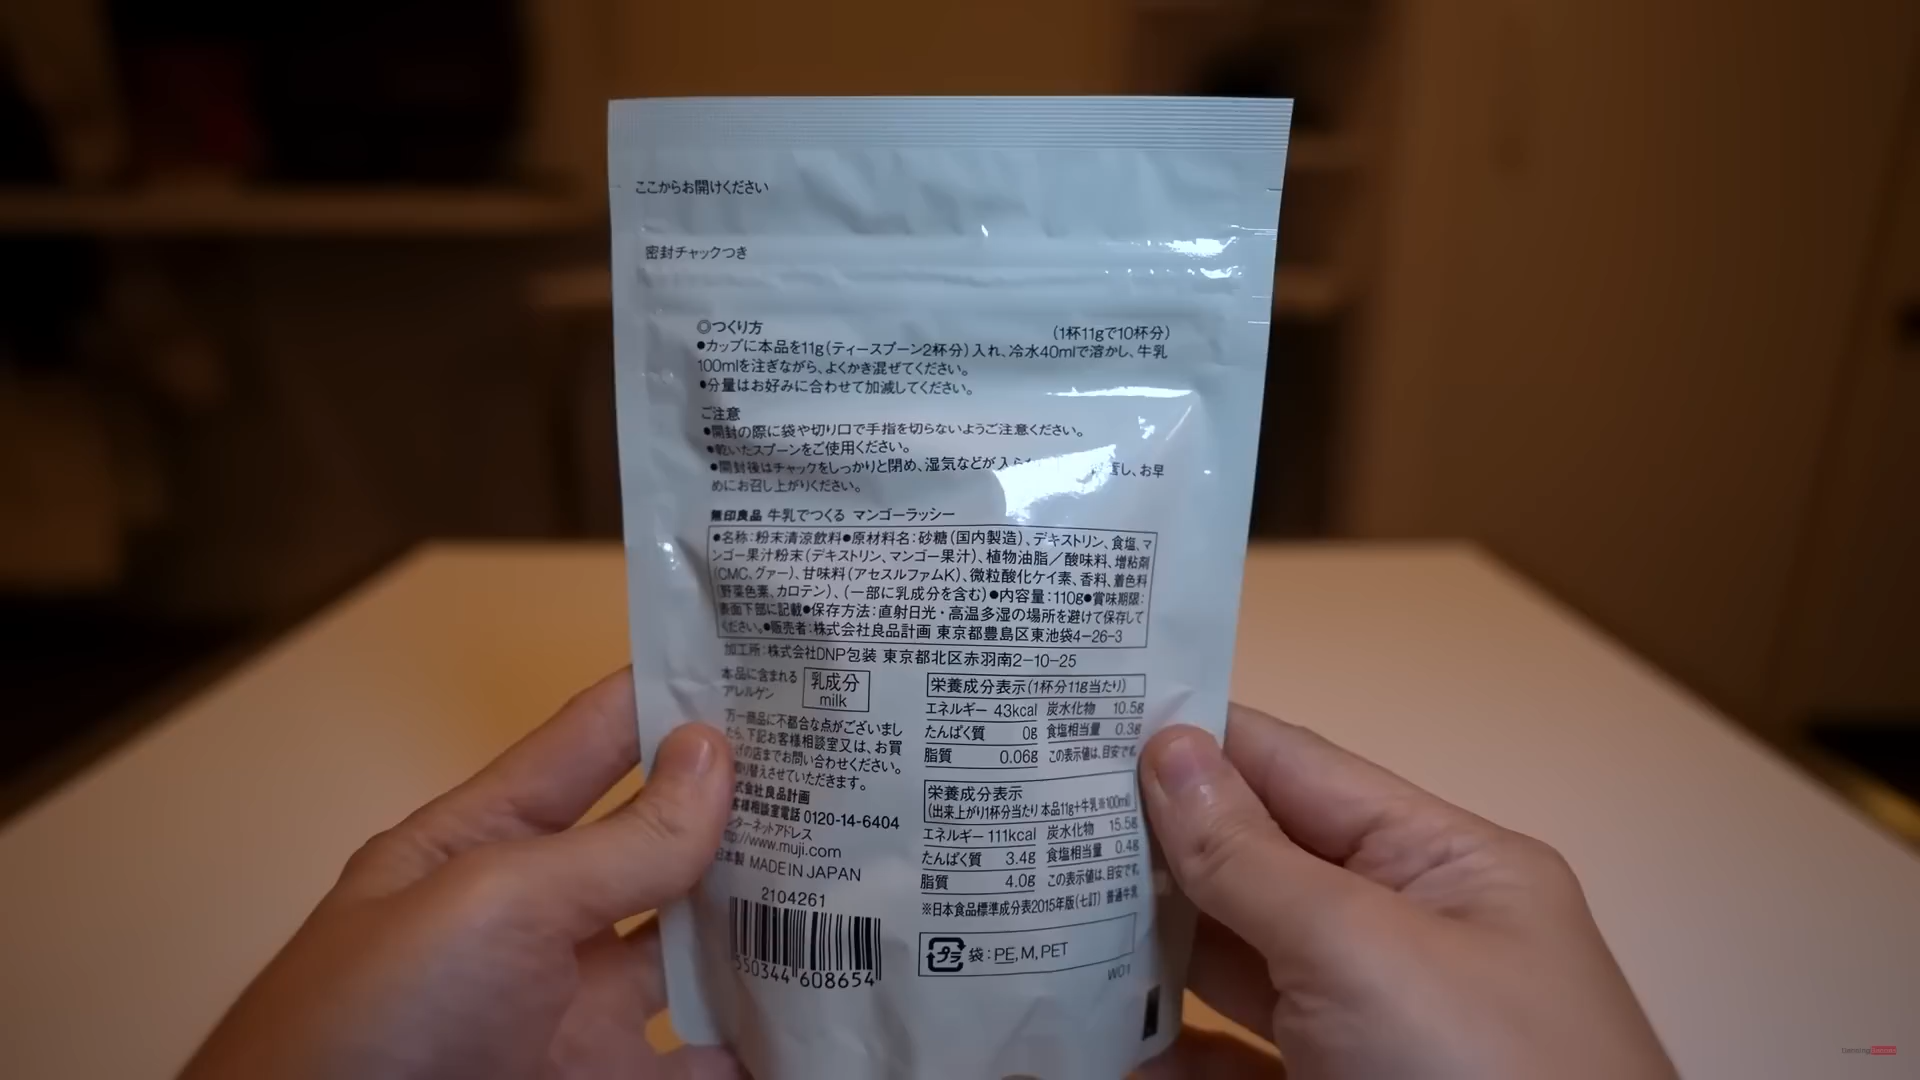 ここからお開けください
密封チャックつき
◎つくり方 (1杯11gで10杯分)
●カップに本品を11g(ティースプーン2杯分)入れ、冷水40mlで溶かし、牛乳
100mlを注ぎながら、よくかき混ぜてください。
●分量はお好みに合わせて加減してください。
ご注意
●開封の際に袋や切り口で手指を切らないようご注意ください。
●乾いたスプーンをご使用ください。
●開封後はチャックをしっかりと閉め、湿気などが入ら し、お早
めにお召し上がりください。
無印良品 牛乳でつくる マンゴーラッシー
●名称:粉末清涼飲料●原材料名:砂糖(国内製造)、デキストリン、食塩、マ
ンゴー果汁粉末(デキストリン、マンゴー果汁)、植物油脂/酸味料、増粘剤
(CMC、グァー)、甘味料(アセスルファムK)、微粒酸化ケイ素、香料、着色料
(野菜色素、カロテン)、(一部に乳成分を含む)●内容量:110g●賞味期限:
表面下部に記載●保存方法:直射日光・高温多湿の場所を避けて保存して
ください。●販売者:株式会社良品計画 東京都豊島区東池袋4-26-3
加工所:株式会社DNP包装 東京都北区赤羽南2-10-25
本品に含まれる
アレルゲン
乳成分
milk
万一商品に不都合な点がございまし
たら、下記お客様相談室又は、お買
げの店までお問い合わせください。
取り替えさせていただきます。
式会社良品計画
客様相談室電話 0120-14-6404
ターネットアドレス
//www.muji.com
日本製 MADE IN JAPAN
2104261
550344 608654
栄養成分表示(1杯分11g当たり)
エネルギー 43kcal 炭水化物 10.5g
たんぱく質 0g 食塩相当量 0.3g
脂質 0.06g この表示値は、目安です。
栄養成分表示
(出来上がり1杯分当たり 本品11g+牛乳※100ml)
エネルギー 111kcal 炭水化物 15.5g
たんぱく質 3.4g 食塩相当量 0.4g
脂質 4.0g この表示値は、目安です。
※日本食品標準成分表2015年版(七訂) 普通牛乳
プラ 袋:PE,M,PET
W01